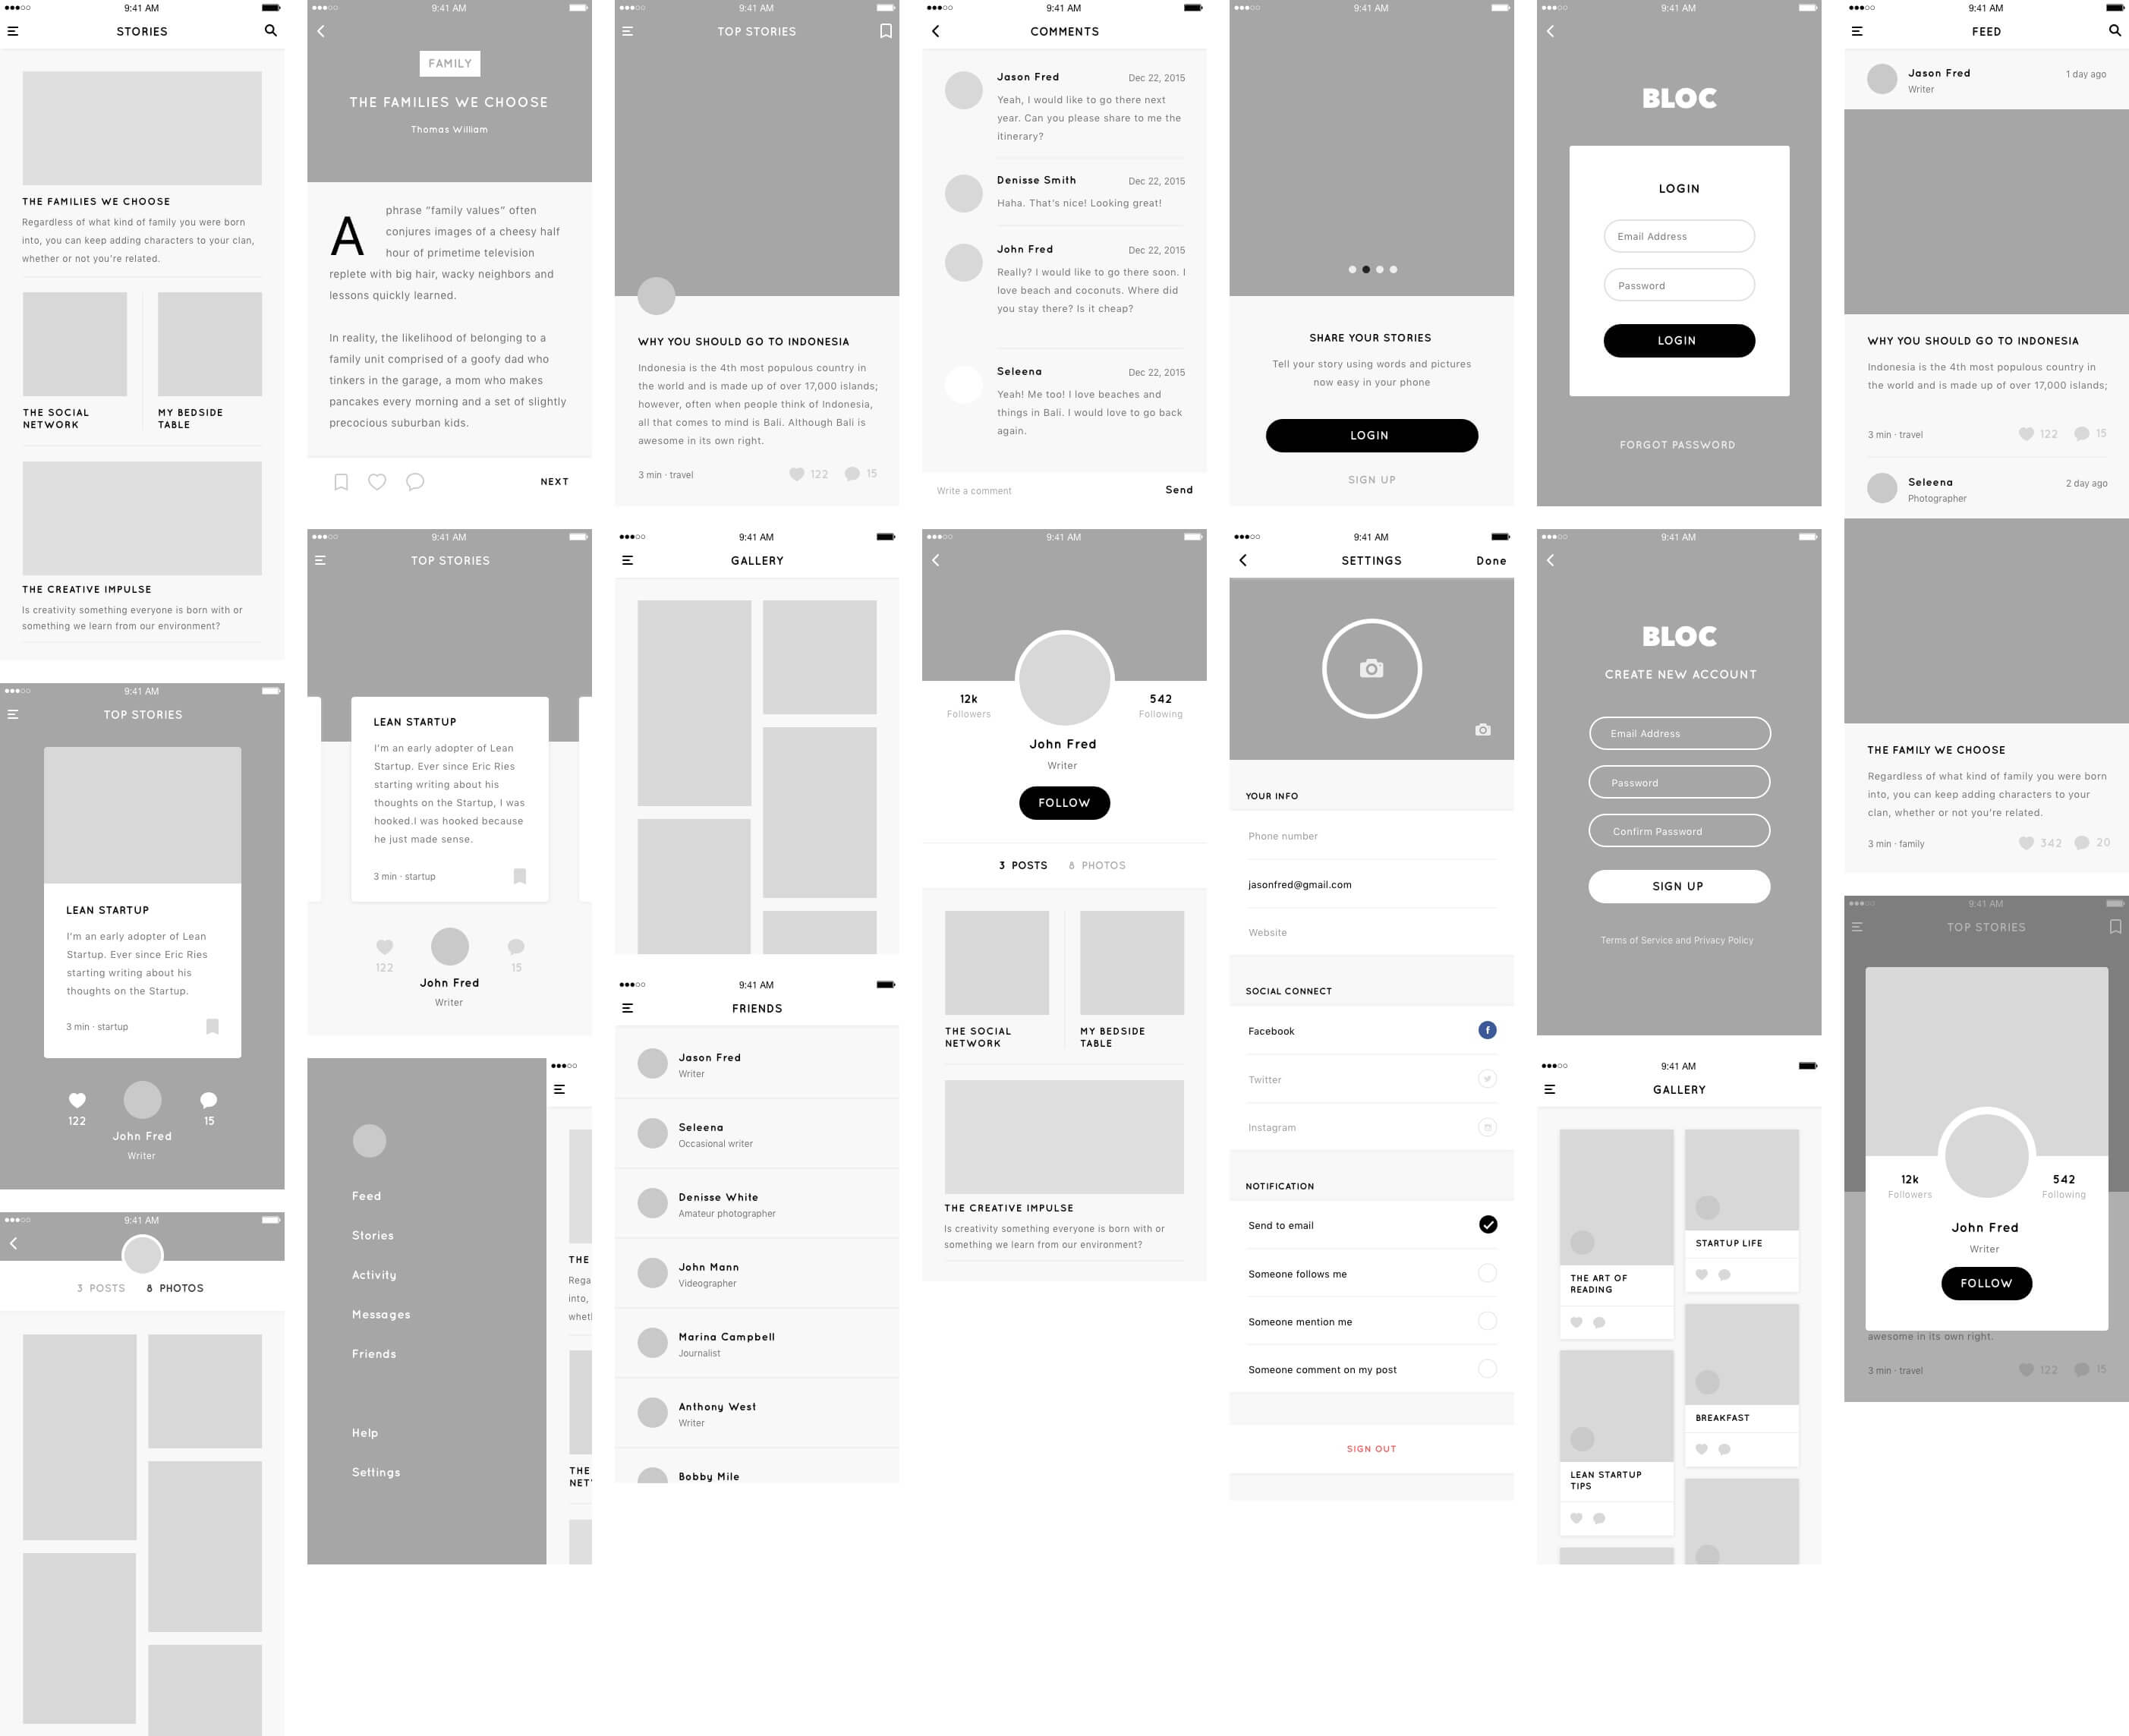 9:41 AM
STORIES
THE FAMILIES WE CHOOSE
Regardless of what kind of family you were born
into, you can keep adding characters to your clan,
whether or not you're related.
THE SOCIAL
NETWORK
MY BEDSIDE
TABLE
THE CREATIVE IMPULSE
Is creativity something everyone is born with or
something we learn from our environment?
9:41 AM
TOP STORIES
LEAN STARTUP
I'm an early adopter of Lean
Startup. Ever since Eric Ries
starting writing about his
thoughts on the Startup.
3 min · startup
122
15
John Fred
Writer
9:41 AM
3 POSTS
8 PHOTOS
9:41 AM
FAMILY
THE FAMILIES WE CHOOSE
Thomas William
A phrase “family values” often
conjures images of a cheesy half
hour of primetime television
replete with big hair, wacky neighbors and
lessons quickly learned.
In reality, the likelihood of belonging to a
family unit comprised of a goofy dad who
tinkers in the garage, a mom who makes
pancakes every morning and a set of slightly
precocious suburban kids.
NEXT
9:41 AM
TOP STORIES
LEAN STARTUP
I'm an early adopter of Lean
Startup. Ever since Eric Ries
starting writing about his
thoughts on the Startup, I was
hooked.I was hooked because
he just made sense.
3 min · startup
122
15
John Fred
Writer
Feed
Stories
Activity
Messages
Friends
Help
Settings
THE
Rega
into,
whetl
THE
NET
9:41 AM
TOP STORIES
WHY YOU SHOULD GO TO INDONESIA
Indonesia is the 4th most populous country in
the world and is made up of over 17,000 islands;
however, often when people think of Indonesia,
all that comes to mind is Bali. Although Bali is
awesome in its own right.
3 min · travel
122
15
9:41 AM
GALLERY
9:41 AM
FRIENDS
Jason Fred
Writer
Seleena
Occasional writer
Denisse White
Amateur photographer
John Mann
Videographer
Marina Campbell
Journalist
Anthony West
Writer
Bobby Mile
9:41 AM
COMMENTS
Jason Fred
Dec 22, 2015
Yeah, I would like to go there next
year. Can you please share to me the
itinerary?
Denisse Smith
Dec 22, 2015
Haha. That's nice! Looking great!
John Fred
Dec 22, 2015
Really? I would like to go there soon. I
love beach and coconuts. Where did
you stay there? Is it cheap?
Seleena
Dec 22, 2015
Yeah! Me too! I love beaches and
things in Bali. I would love to go back
again.
Write a comment
Send
9:41 AM
12k
Followers
542
Following
John Fred
Writer
FOLLOW
3 POSTS
8 PHOTOS
THE SOCIAL
NETWORK
MY BEDSIDE
TABLE
THE CREATIVE IMPULSE
Is creativity something everyone is born with or
something we learn from our environment?
9:41 AM
SHARE YOUR STORIES
Tell your story using words and pictures
now easy in your phone
LOGIN
SIGN UP
9:41 AM
SETTINGS
Done
YOUR INFO
Phone number
jasonfred@gmail.com
Website
SOCIAL CONNECT
Facebook
f
Twitter
Instagram
NOTIFICATION
Send to email
Someone follows me
Someone mention me
Someone comment on my post
SIGN OUT
9:41 AM
BLOC
LOGIN
Email Address
Password
LOGIN
FORGOT PASSWORD
9:41 AM
BLOC
CREATE NEW ACCOUNT
Email Address
Password
Confirm Password
SIGN UP
Terms of Service and Privacy Policy
9:41 AM
GALLERY
THE ART OF
READING
STARTUP LIFE
BREAKFAST
LEAN STARTUP
TIPS
9:41 AM
FEED
Jason Fred
Writer
1 day ago
WHY YOU SHOULD GO TO INDONESIA
Indonesia is the 4th most populous country in
the world and is made up of over 17,000 islands;
3 min · travel
122
15
Seleena
Photographer
2 day ago
THE FAMILY WE CHOOSE
Regardless of what kind of family you were born
into, you can keep adding characters to your
clan, whether or not you're related.
3 min · family
342
20
9:41 AM
TOP STORIES
12k
Followers
542
Following
John Fred
Writer
FOLLOW
awesome in its own right.
3 min · travel
122
15